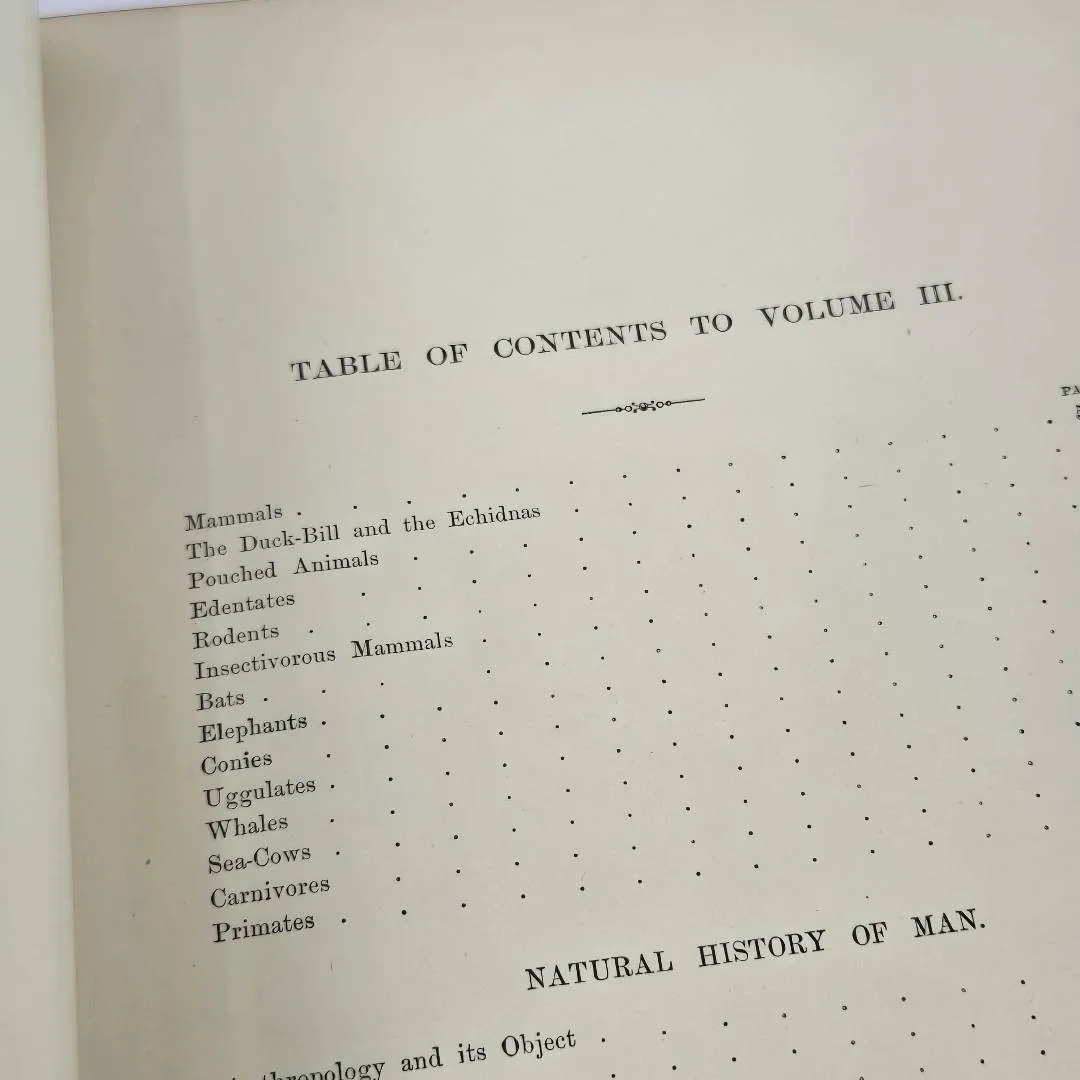 TABLE OF CONTENTS TO VOLUME III.
Mammals
The Duck-Bill and the Echidnas
Pouched Animals
Edentates
Rodents
Insectivorous Mammals
Bats
Elephants
Conies
Uggulates
Whales
Sea-Cows
Carnivores
Primates
NATURAL HISTORY OF MAN.
and its Object